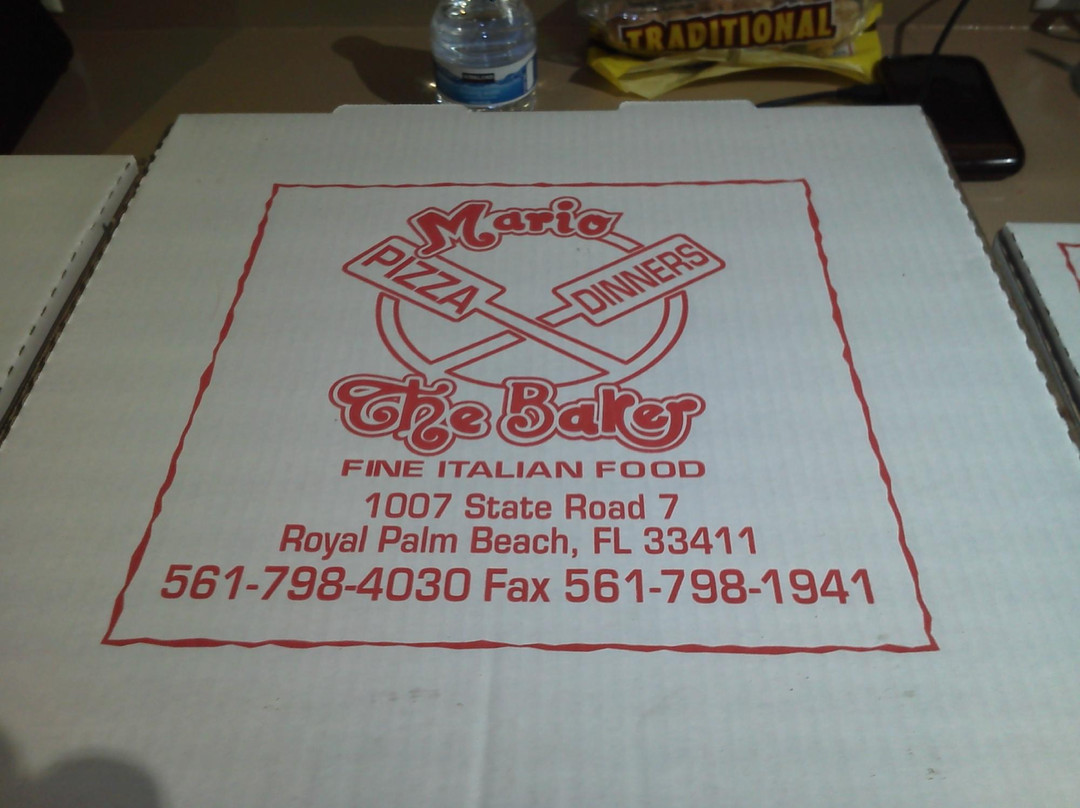 TRADITIONAL
Mario
PIZZA
DINNERS
The Baker
FINE ITALIAN FOOD
1007 State Road 7
Royal Palm Beach, FL 33411
561-798-4030 Fax 561-798-1941